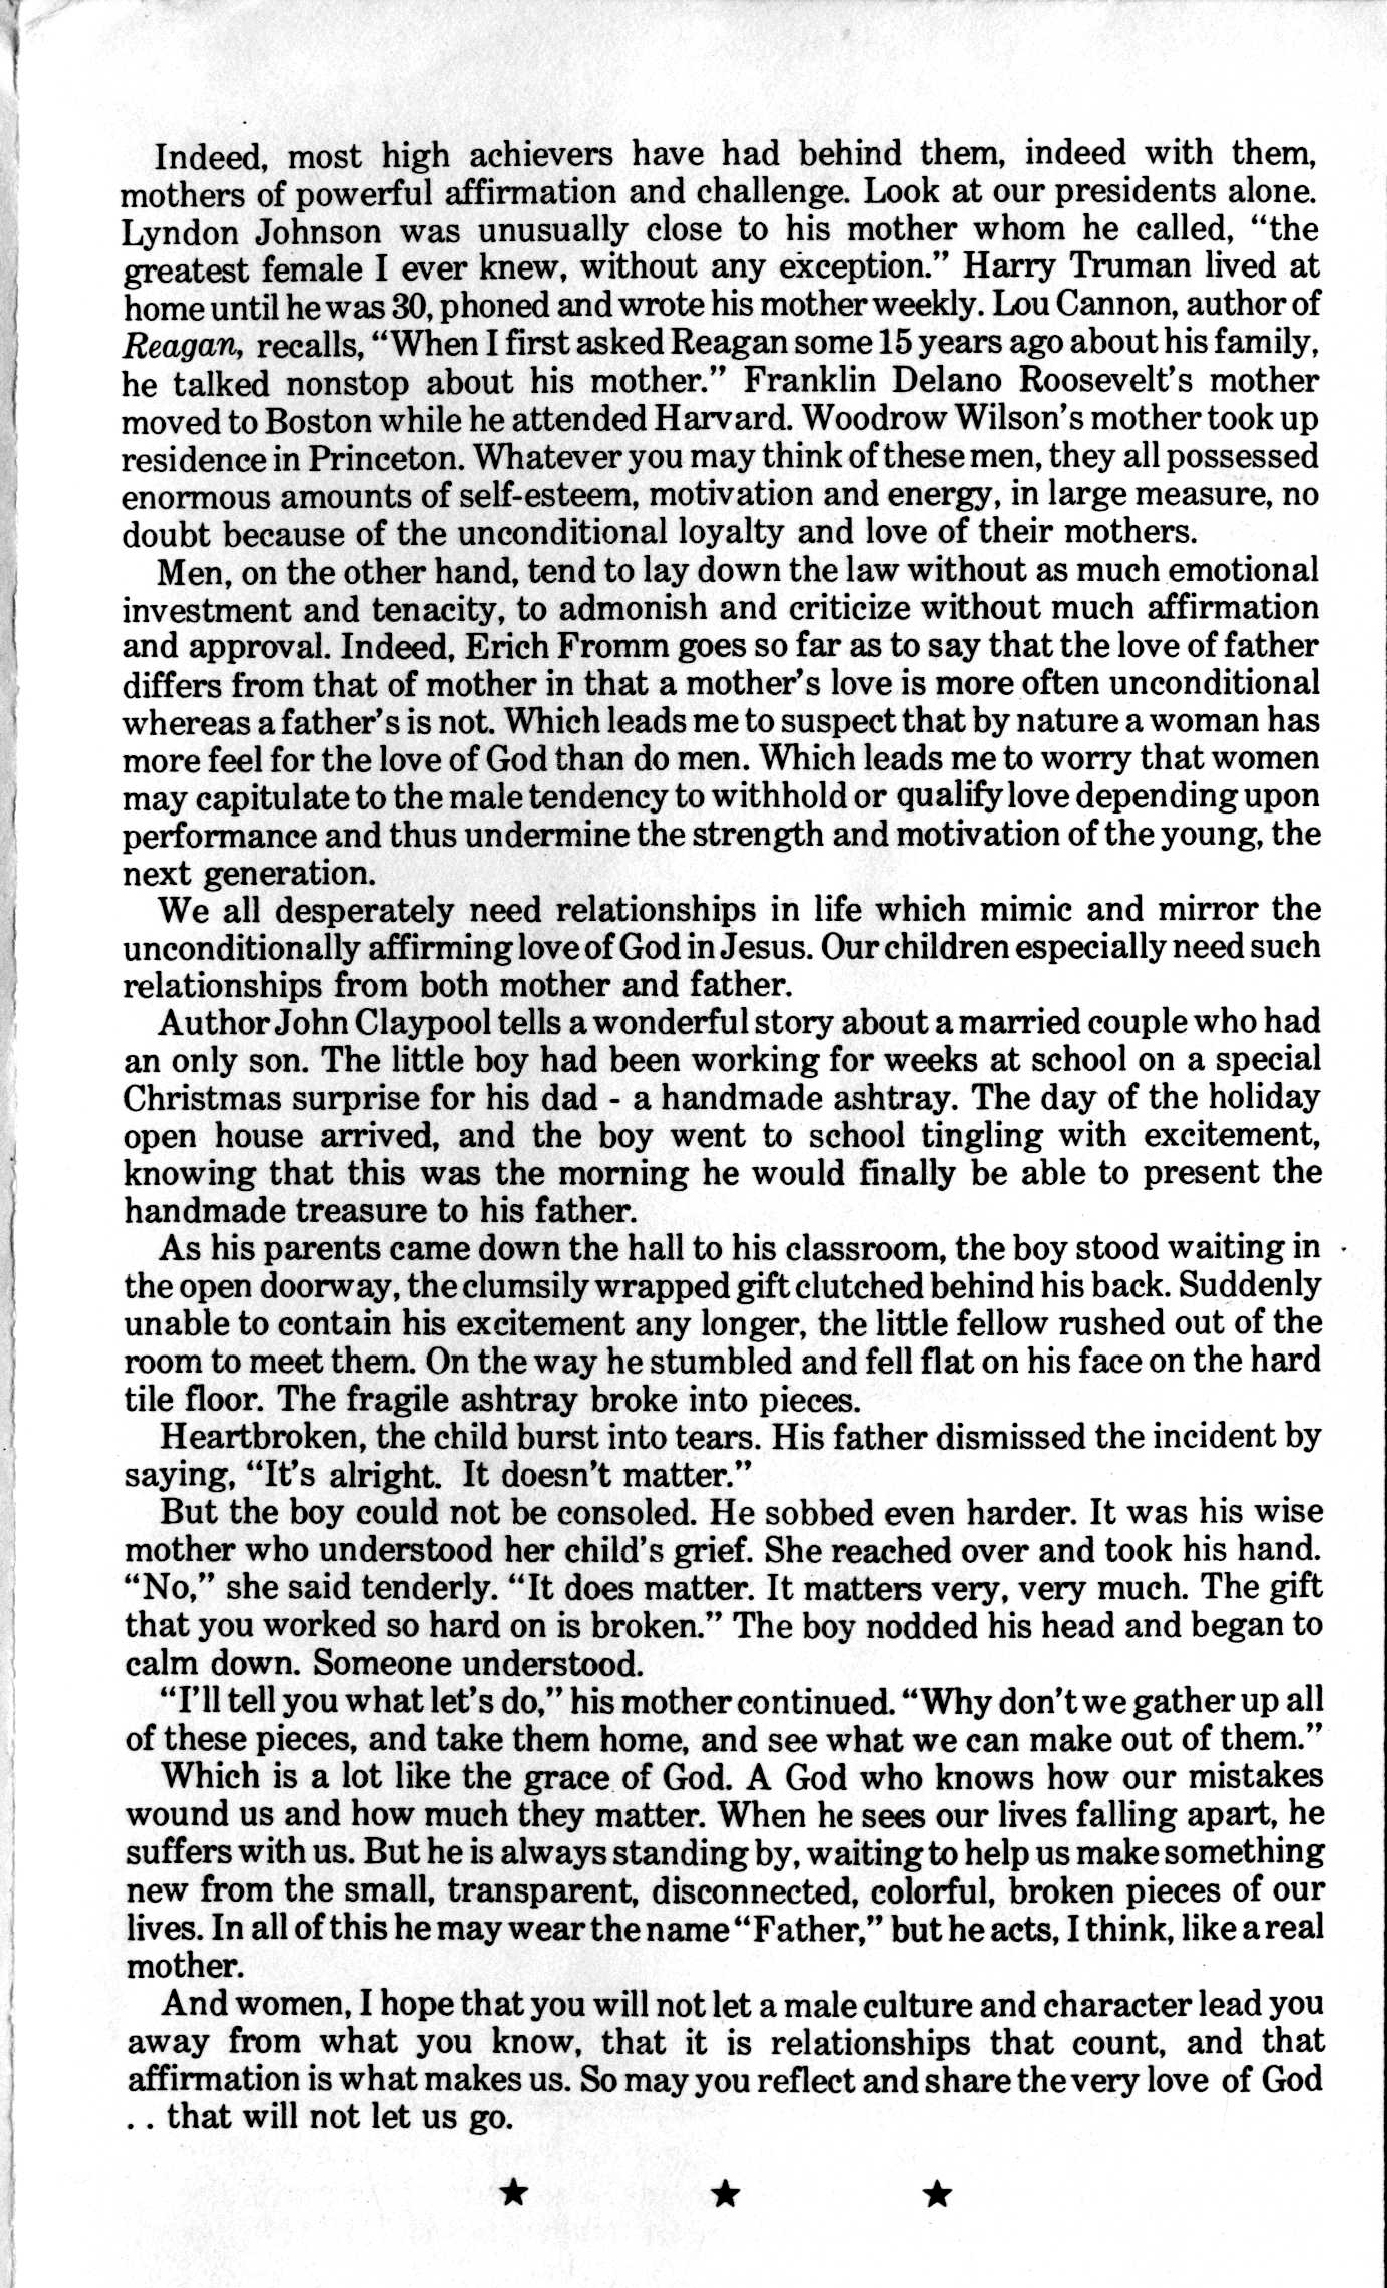 Indeed, most high achievers have had behind them, indeed with them,
mothers of powerful affirmation and challenge. Look at our presidents alone.
Lyndon Johnson was unusually close to his mother whom he called, “the
greatest female I ever knew, without any exception.” Harry Truman lived at
home until he was 30, phoned and wrote his mother weekly. Lou Cannon, author of
Reagan, recalls, “When I first asked Reagan some 15 years ago about his family,
he talked nonstop about his mother.” Franklin Delano Roosevelt’s mother
moved to Boston while he attended Harvard. Woodrow Wilson’s mother took up
residence in Princeton. Whatever you may think of these men, they all possessed
enormous amounts of self-esteem, motivation and energy, in large measure, no
doubt because of the unconditional loyalty and love of their mothers.
Men, on the other hand, tend to lay down the law without as much emotional
investment and tenacity, to admonish and criticize without much affirmation
and approval. Indeed, Erich Fromm goes so far as to say that the love of father
differs from that of mother in that a mother’s love is more often unconditional
whereas a father’s is not. Which leads me to suspect that by nature a woman has
more feel for the love of God than do men. Which leads me to worry that women
may capitulate to the male tendency to withhold or qualify love depending upon
performance and thus undermine the strength and motivation of the young, the
next generation.
We all desperately need relationships in life which mimic and mirror the
unconditionally affirming love of God in Jesus. Our children especially need such
relationships from both mother and father.
Author John Claypool tells a wonderful story about a married couple who had
an only son. The little boy had been working for weeks at school on a special
Christmas surprise for his dad - a handmade ashtray. The day of the holiday
open house arrived, and the boy went to school tingling with excitement,
knowing that this was the morning he would finally be able to present the
handmade treasure to his father.
As his parents came down the hall to his classroom, the boy stood waiting in
the open doorway, the clumsily wrapped gift clutched behind his back. Suddenly
unable to contain his excitement any longer, the little fellow rushed out of the
room to meet them. On the way he stumbled and fell flat on his face on the hard
tile floor. The fragile ashtray broke into pieces.
Heartbroken, the child burst into tears. His father dismissed the incident by
saying, “It’s alright. It doesn’t matter.”
But the boy could not be consoled. He sobbed even harder. It was his wise
mother who understood her child’s grief. She reached over and took his hand.
“No,” she said tenderly. “It does matter. It matters very, very much. The gift
that you worked so hard on is broken.” The boy nodded his head and began to
calm down. Someone understood.
“I’ll tell you what let’s do,” his mother continued. “Why don’t we gather up all
of these pieces, and take them home, and see what we can make out of them.”
Which is a lot like the grace of God. A God who knows how our mistakes
wound us and how much they matter. When he sees our lives falling apart, he
suffers with us. But he is always standing by, waiting to help us make something
new from the small, transparent, disconnected, colorful, broken pieces of our
lives. In all of this he may wear the name “Father,” but he acts, I think, like a real
mother.
And women, I hope that you will not let a male culture and character lead you
away from what you know, that it is relationships that count, and that
affirmation is what makes us. So may you reflect and share the very love of God
. . that will not let us go.
★ ★ ★